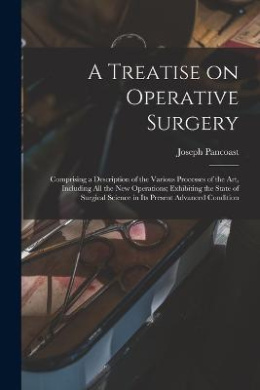 A Treatise on
Operative
Surgery
Joseph Pancoast
Comprising a Description of the Various Processes of the Art,
Including All the New Operations; Exhibiting the State of
Surgical Science in Its Present Advanced Condition